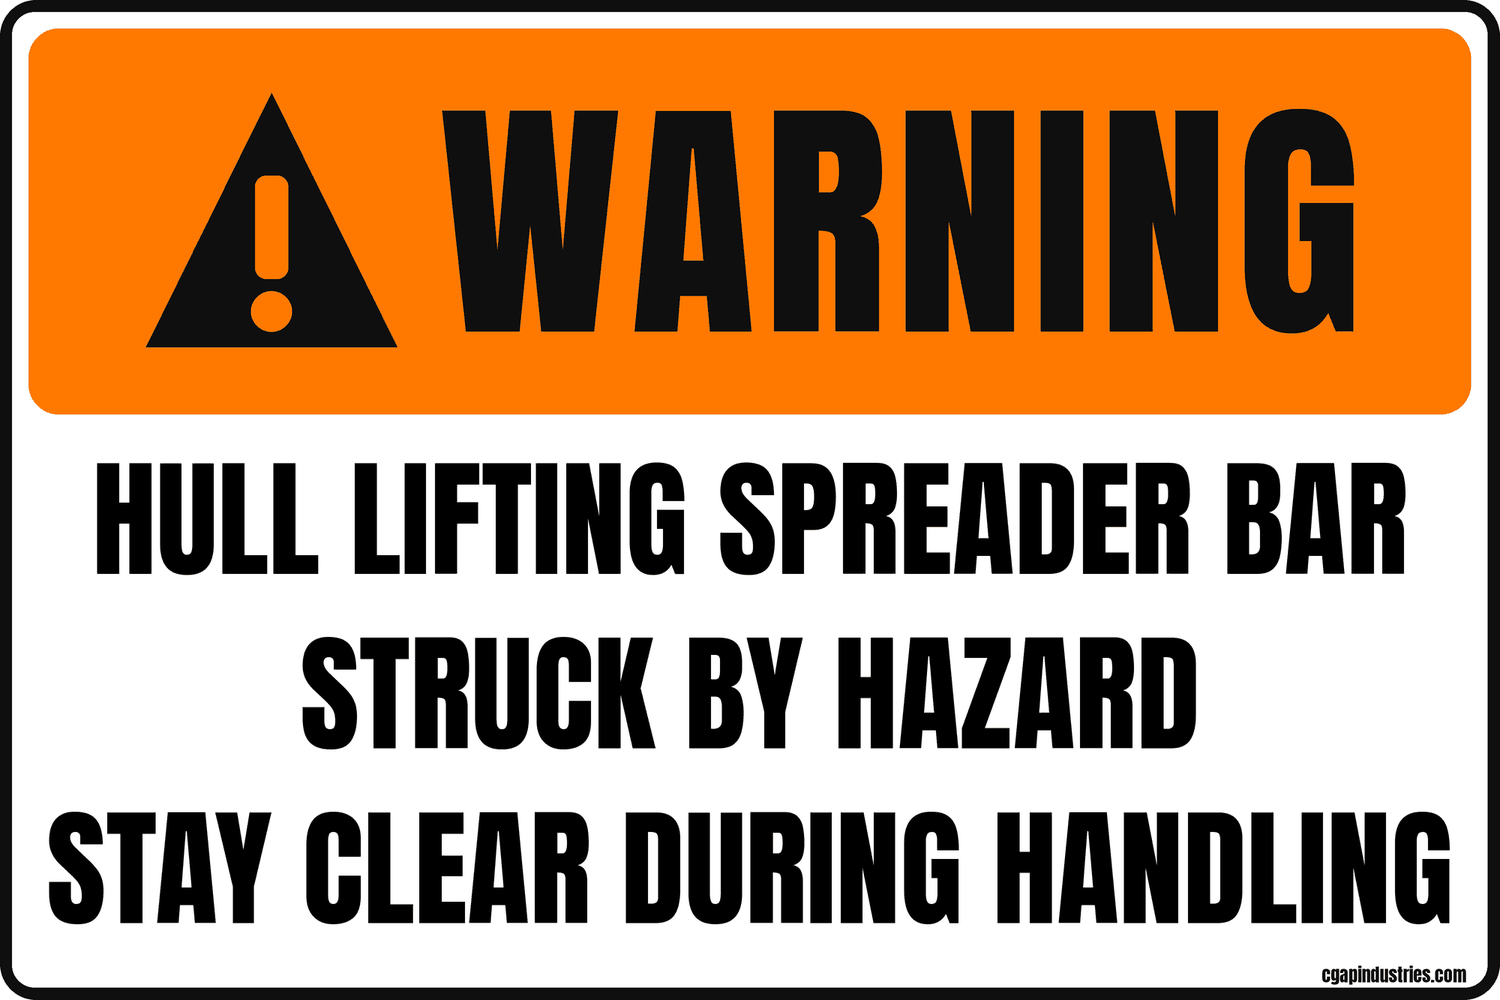 WARNING
HULL LIFTING SPREADER BAR
STRUCK BY HAZARD
STAY CLEAR DURING HANDLING
cgapindustries.com